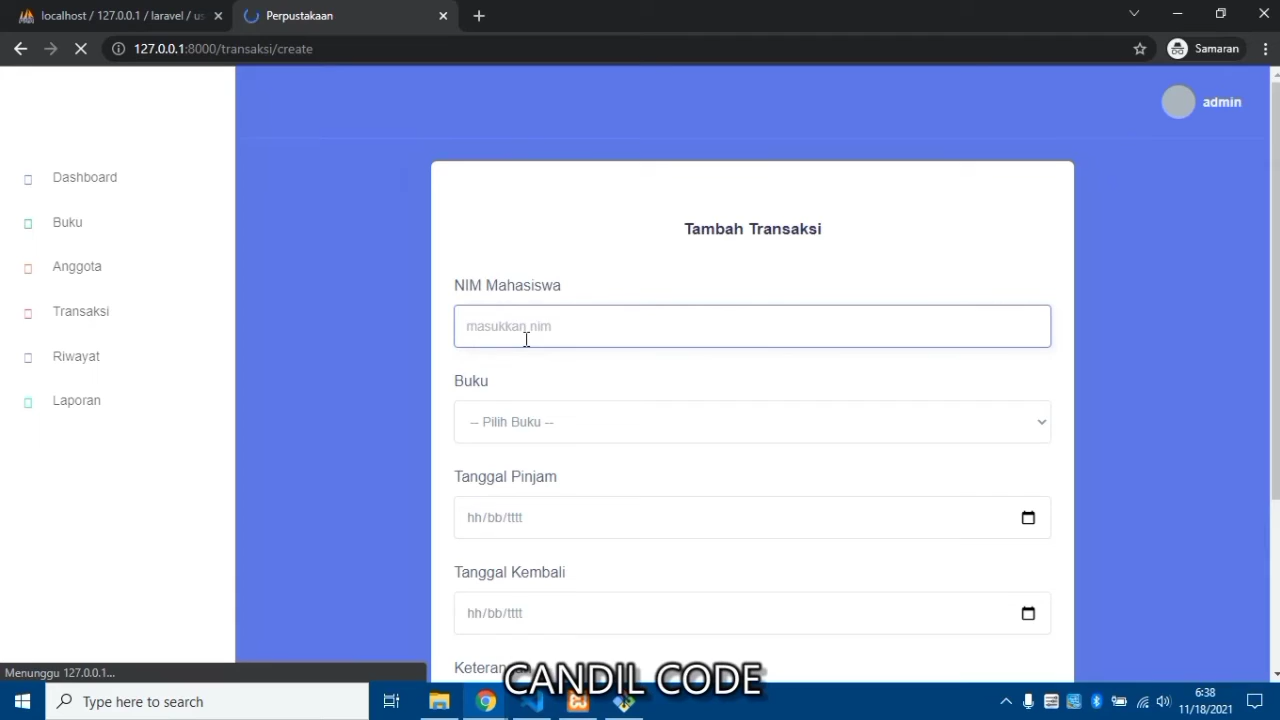 localhost / 127.0.0.1 / laravel / us
Perpustakaan
127.0.0.1:8000/transaksi/create
Samaran
admin
Dashboard
Buku
Anggota
Transaksi
Riwayat
Laporan
Tambah Transaksi
NIM Mahasiswa
masukkan nim
Buku
-- Pilih Buku --
Tanggal Pinjam
hh/bb/tttt
Tanggal Kembali
hh/bb/tttt
Menunggu 127.0.0.1...
CANDIL CODE
Type here to search
6:38
11/18/2021